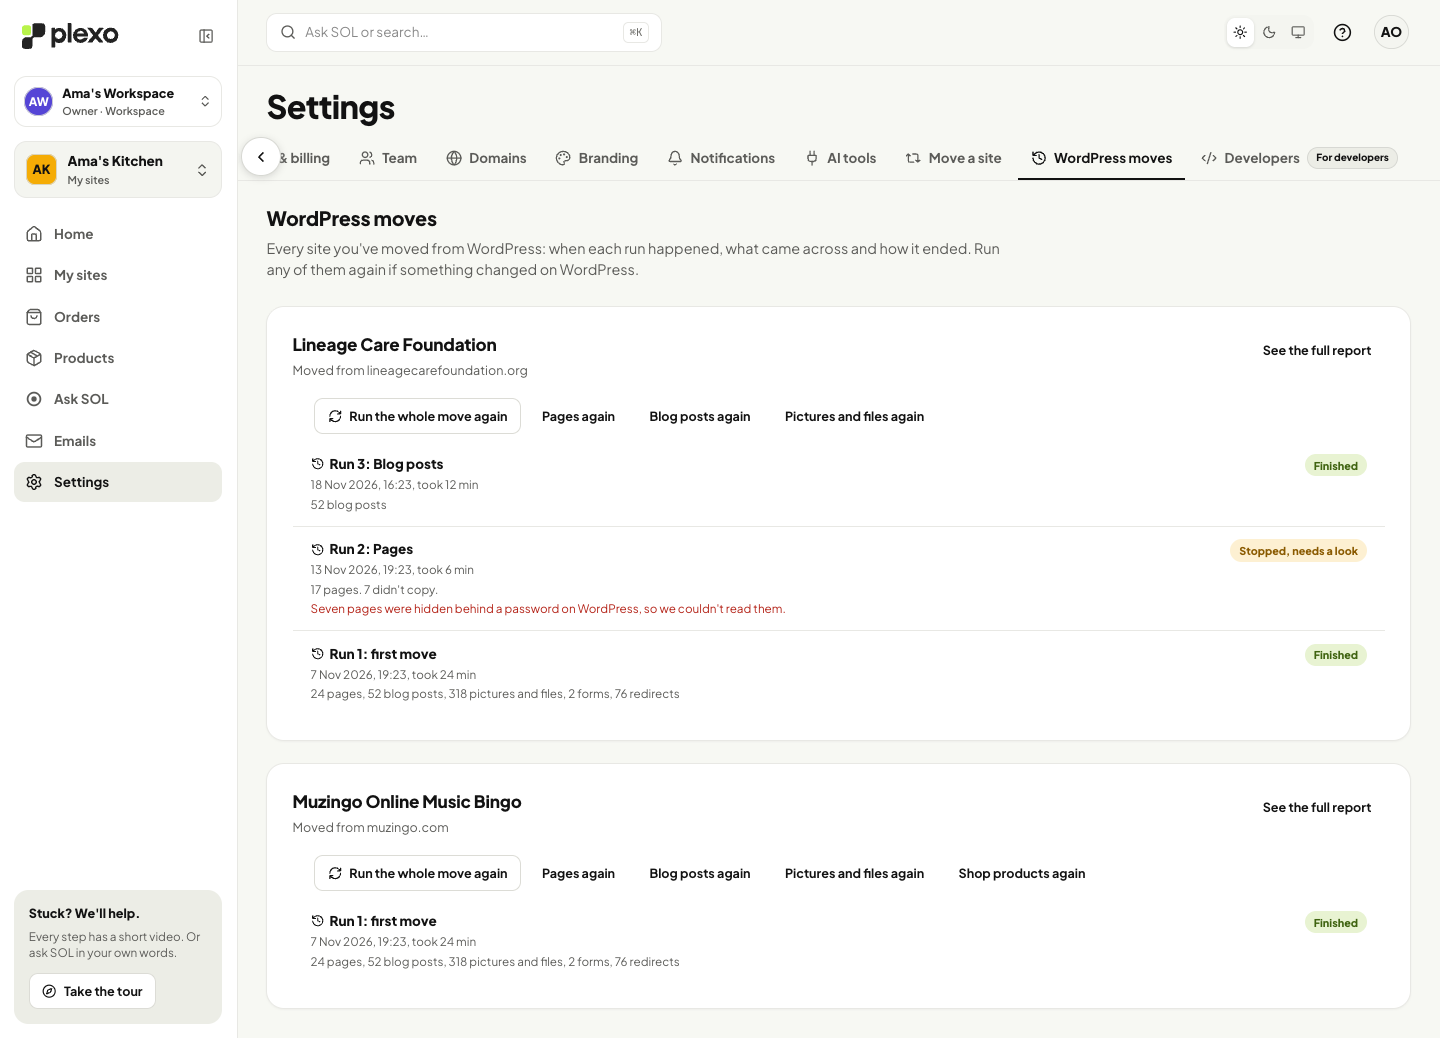 plexo
Ask SOL or search...
⌘K
AO
AW
Ama's Workspace
Owner · Workspace
AK
Ama's Kitchen
My sites
Home
My sites
Orders
Products
Ask SOL
Emails
Settings
Stuck? We'll help.
Every step has a short video. Or
ask SOL in your own words.
Take the tour
Settings
& billing
Team
Domains
Branding
Notifications
AI tools
Move a site
WordPress moves
Developers
For developers
WordPress moves
Every site you've moved from WordPress: when each run happened, what came across and how it ended. Run
any of them again if something changed on WordPress.
Lineage Care Foundation
See the full report
Moved from lineagecarefoundation.org
Run the whole move again
Pages again
Blog posts again
Pictures and files again
Run 3: Blog posts
Finished
18 Nov 2026, 16:23, took 12 min
52 blog posts
Run 2: Pages
Stopped, needs a look
13 Nov 2026, 19:23, took 6 min
17 pages. 7 didn't copy.
Seven pages were hidden behind a password on WordPress, so we couldn't read them.
Run 1: first move
Finished
7 Nov 2026, 19:23, took 24 min
24 pages, 52 blog posts, 318 pictures and files, 2 forms, 76 redirects
Muzingo Online Music Bingo
See the full report
Moved from muzingo.com
Run the whole move again
Pages again
Blog posts again
Pictures and files again
Shop products again
Run 1: first move
Finished
7 Nov 2026, 19:23, took 24 min
24 pages, 52 blog posts, 318 pictures and files, 2 forms, 76 redirects